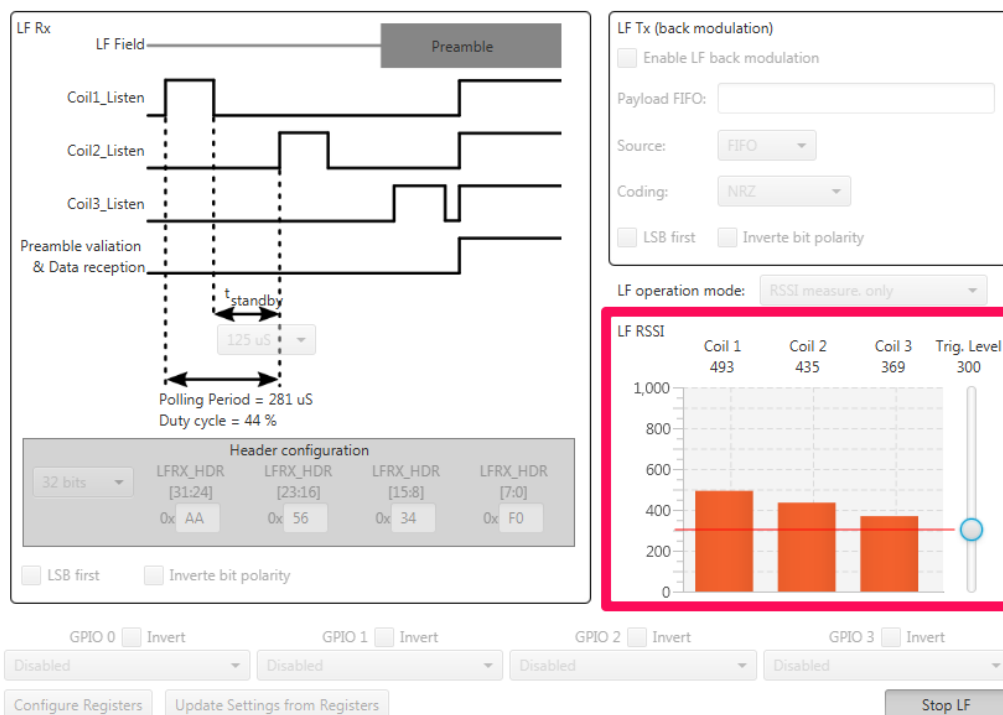 LF Rx
LF Field
Preamble
Coil1_Listen
Coil2_Listen
Coil3_Listen
Preamble valiation
& Data reception
t standby
125 uS
Polling Period = 281 uS
Duty cycle = 44 %
Header configuration
32 bits
LFRX_HDR LFRX_HDR LFRX_HDR LFRX_HDR
[31:24] [23:16] [15:8] [7:0]
0x AA 0x 56 0x 34 0x F0
LSB first Inverte bit polarity
LF Tx (back modulation)
Enable LF back modulation
Payload FIFO:
Source: FIFO
Coding: NRZ
LSB first Inverte bit polarity
LF operation mode: RSSI measure. only
LF RSSI
Coil 1 Coil 2 Coil 3 Trig. Level
493 435 369 300
1,000
800
600
400
200
0
GPIO 0 Invert GPIO 1 Invert GPIO 2 Invert GPIO 3 Invert
Disabled Disabled Disabled Disabled
Configure Registers Update Settings from Registers Stop LF